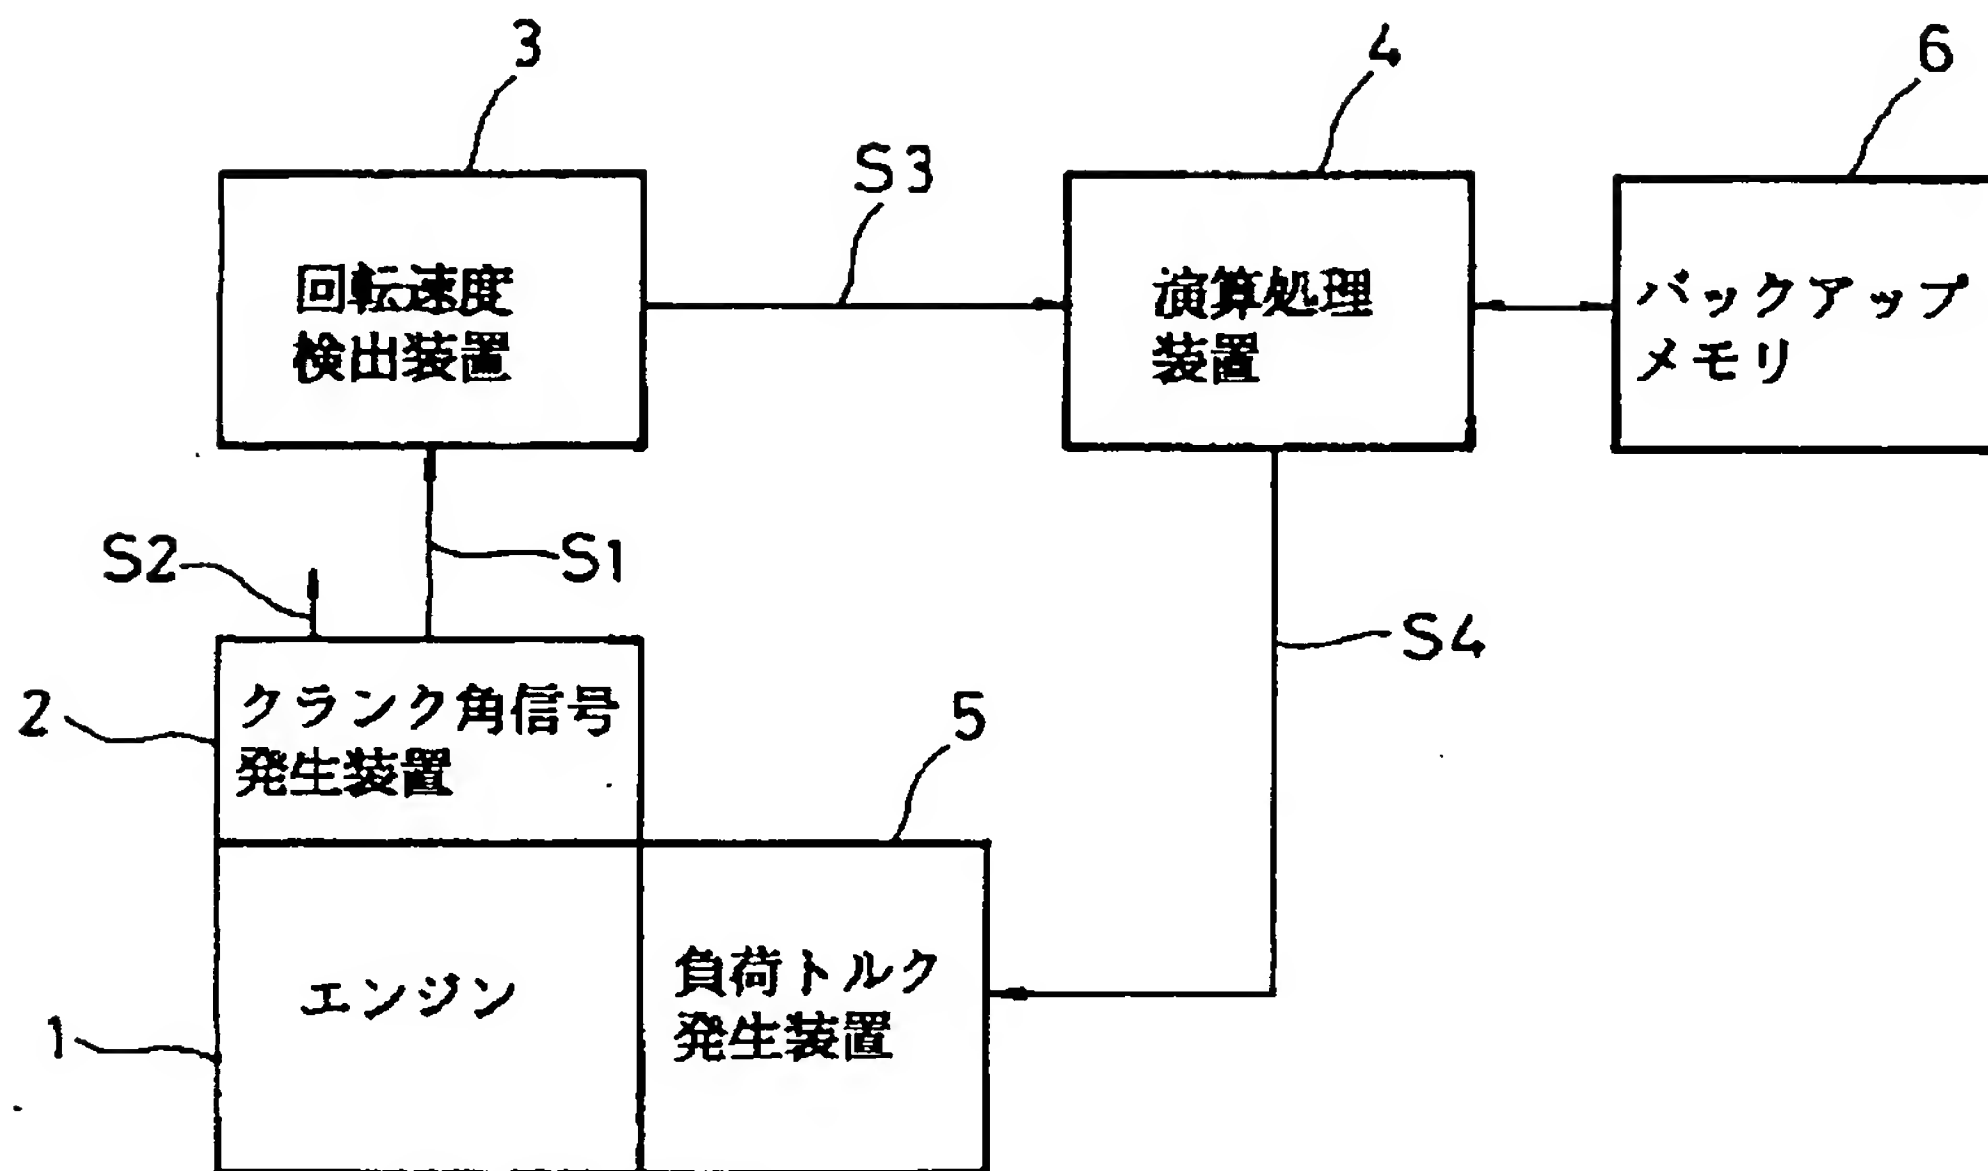 3
4
6
S3
回転速度
検出装置
演算処理
装置
バックアップ
メモリ
S2
S1
S4
2
クランク角信号
発生装置
5
エンジン
負荷トルク
発生装置
1